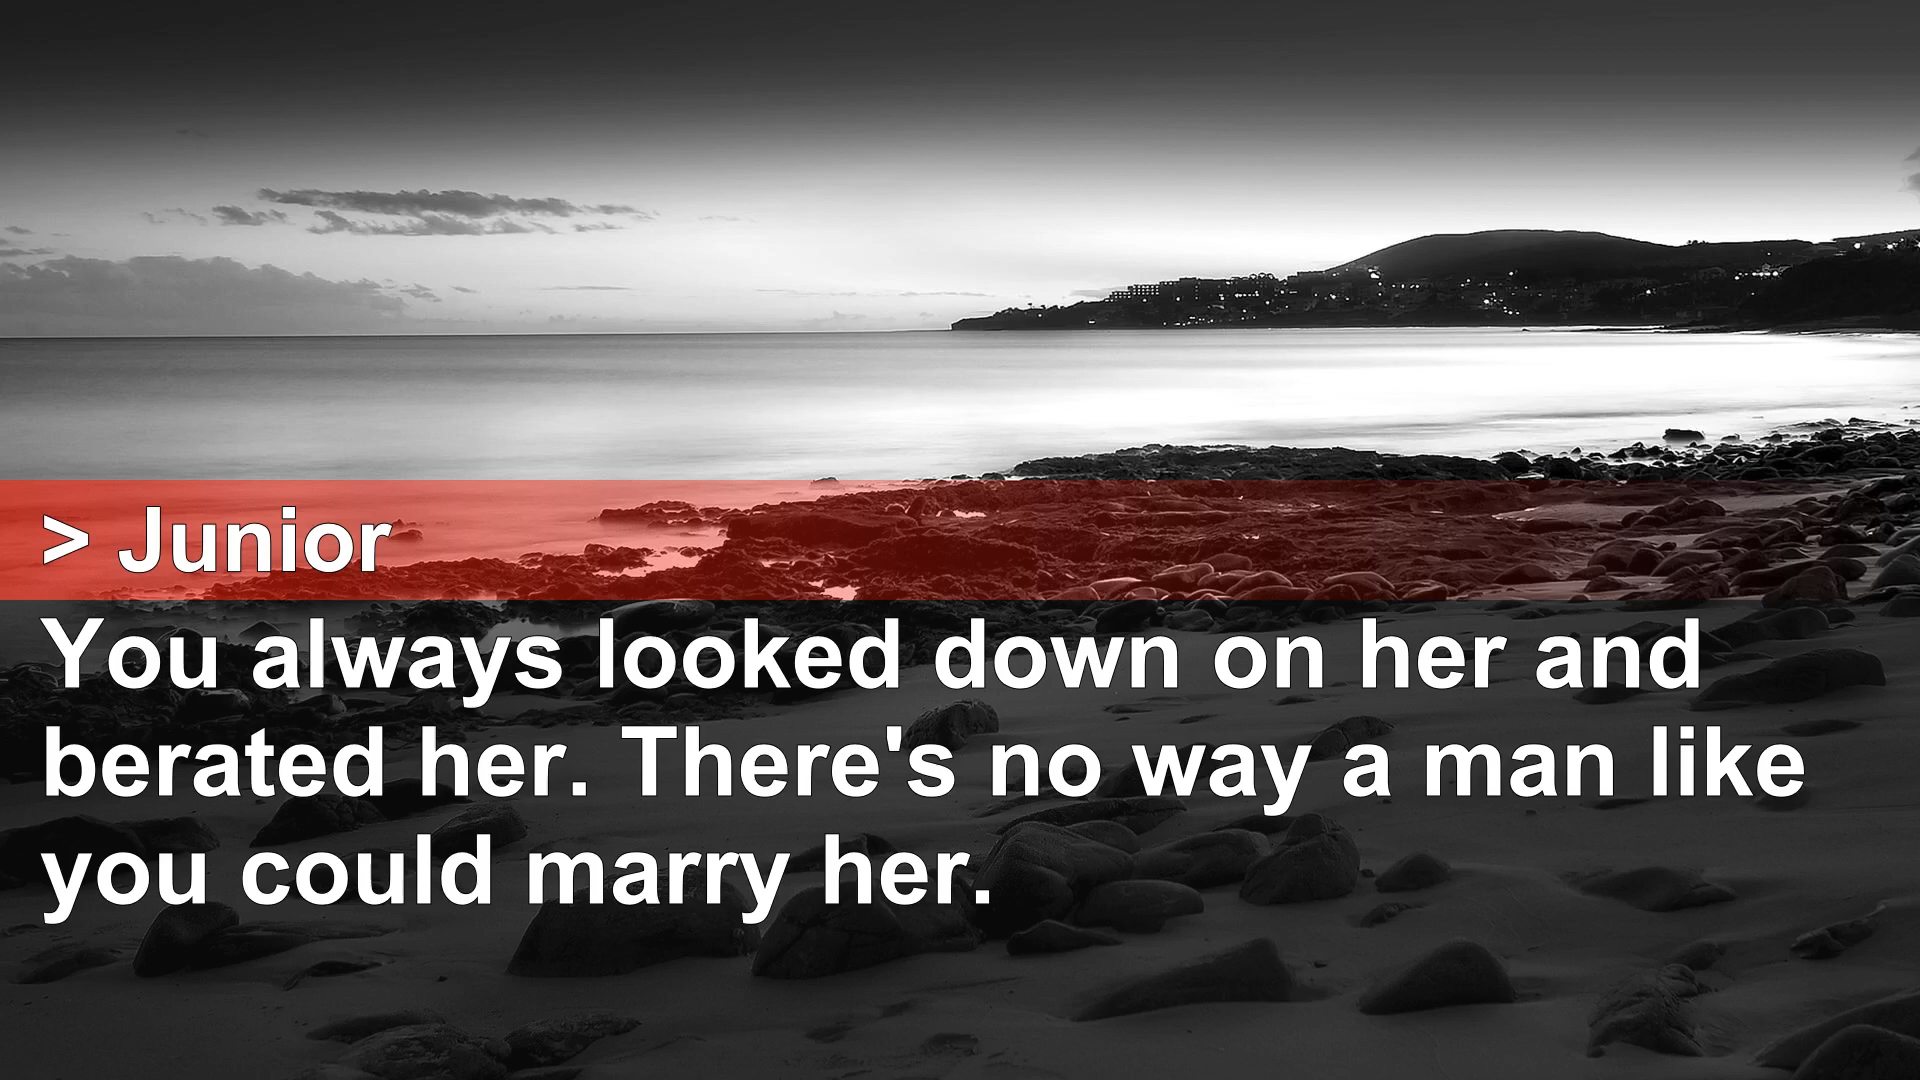 > Junior
You always looked down on her and
berated her. There's no way a man like
you could marry her.